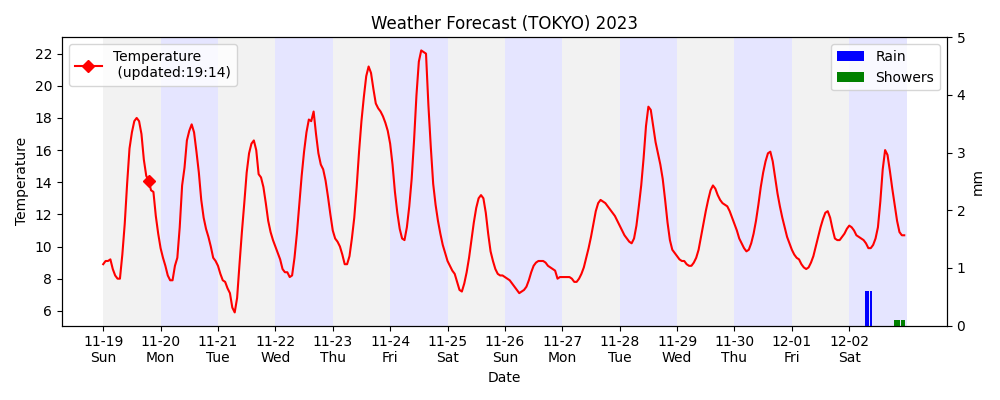 Weather Forecast (TOKYO) 2023
Temperature
(updated:19:14)
Rain
Showers
Temperature
22
20
18
16
14
12
10
8
6
5
4
3
2
1
0
mm
11-19 11-20 11-21 11-22 11-23 11-24 11-25 11-26 11-27 11-28 11-29 11-30 12-01 12-02
Sun Mon Tue Wed Thu Fri Sat Sun Mon Tue Wed Thu Fri Sat
Date